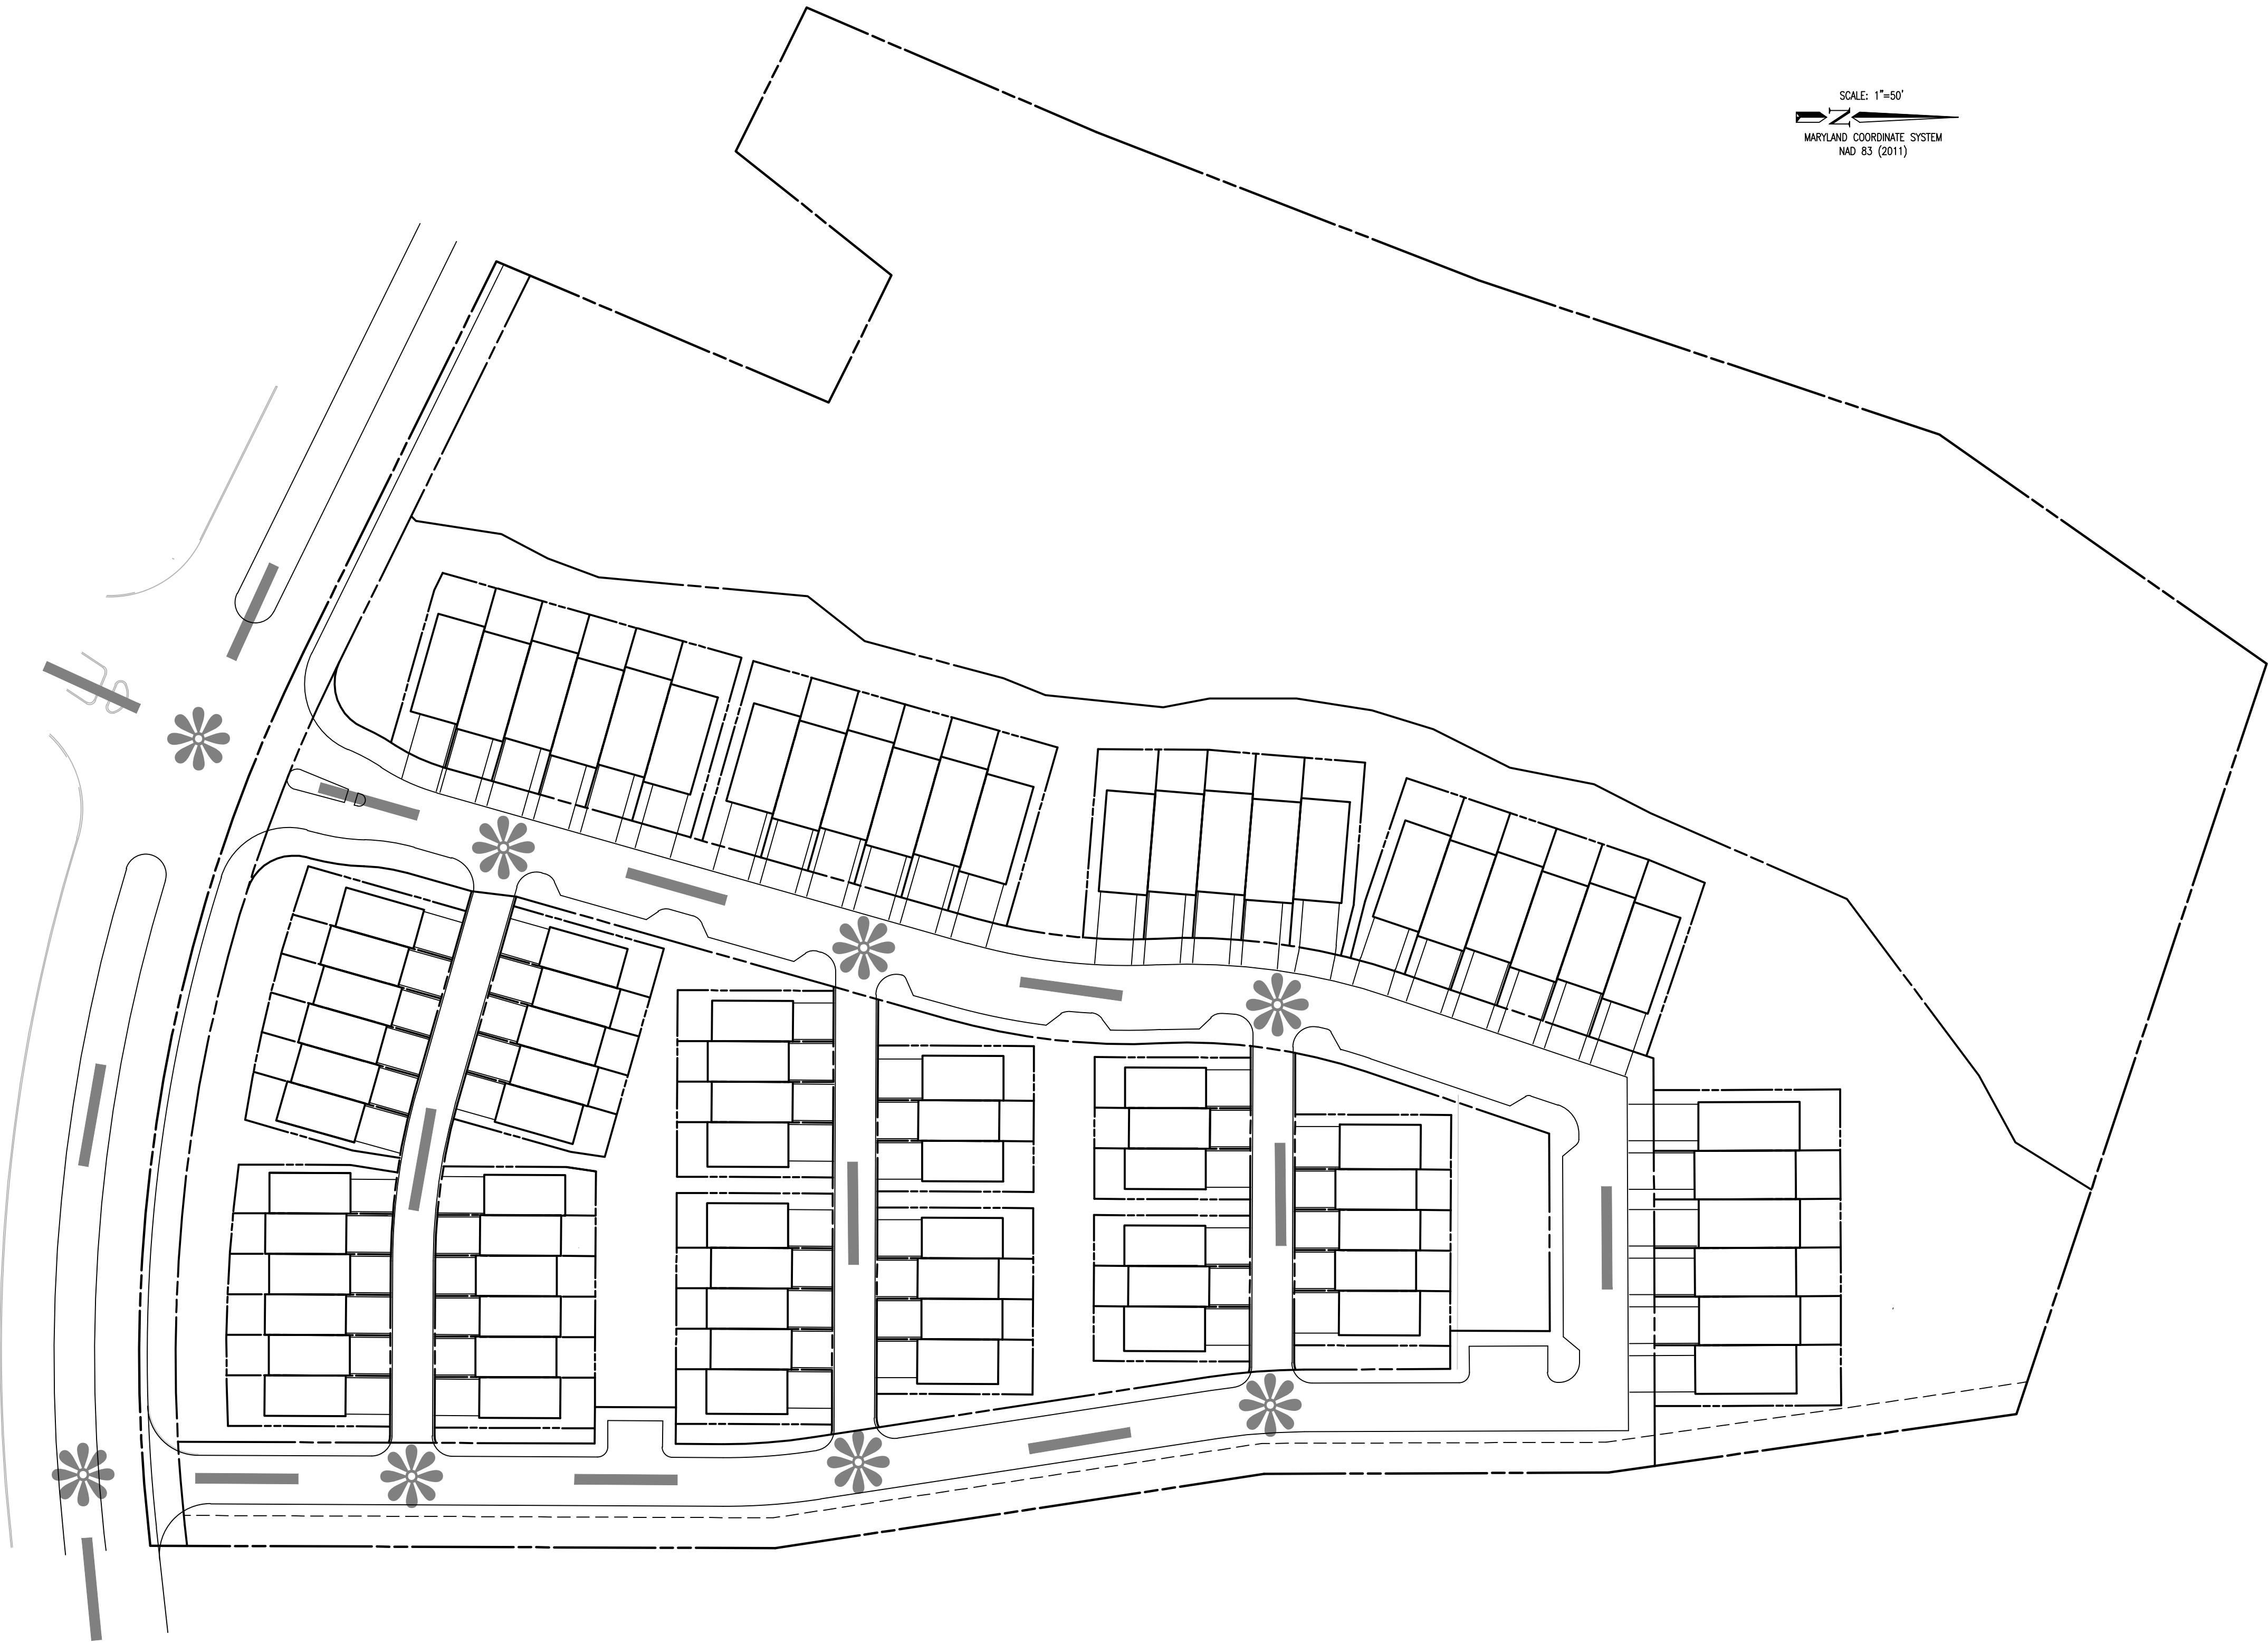 SCALE: 1"=50'
N
MARYLAND COORDINATE SYSTEM
NAD 83 (2011)